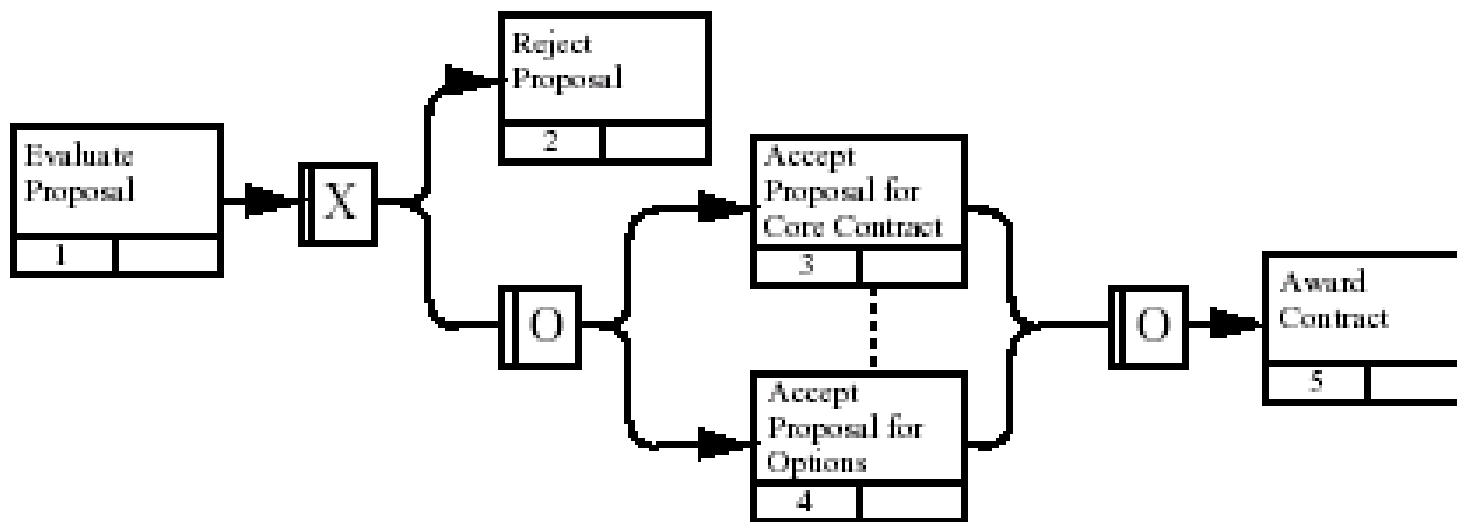 Reject
Proposal
2
Evaluate
Proposal
1
X
Accept
Proposal for
Core Contract
3
O
Accept
Proposal for
Options
4
O
Award
Contract
5